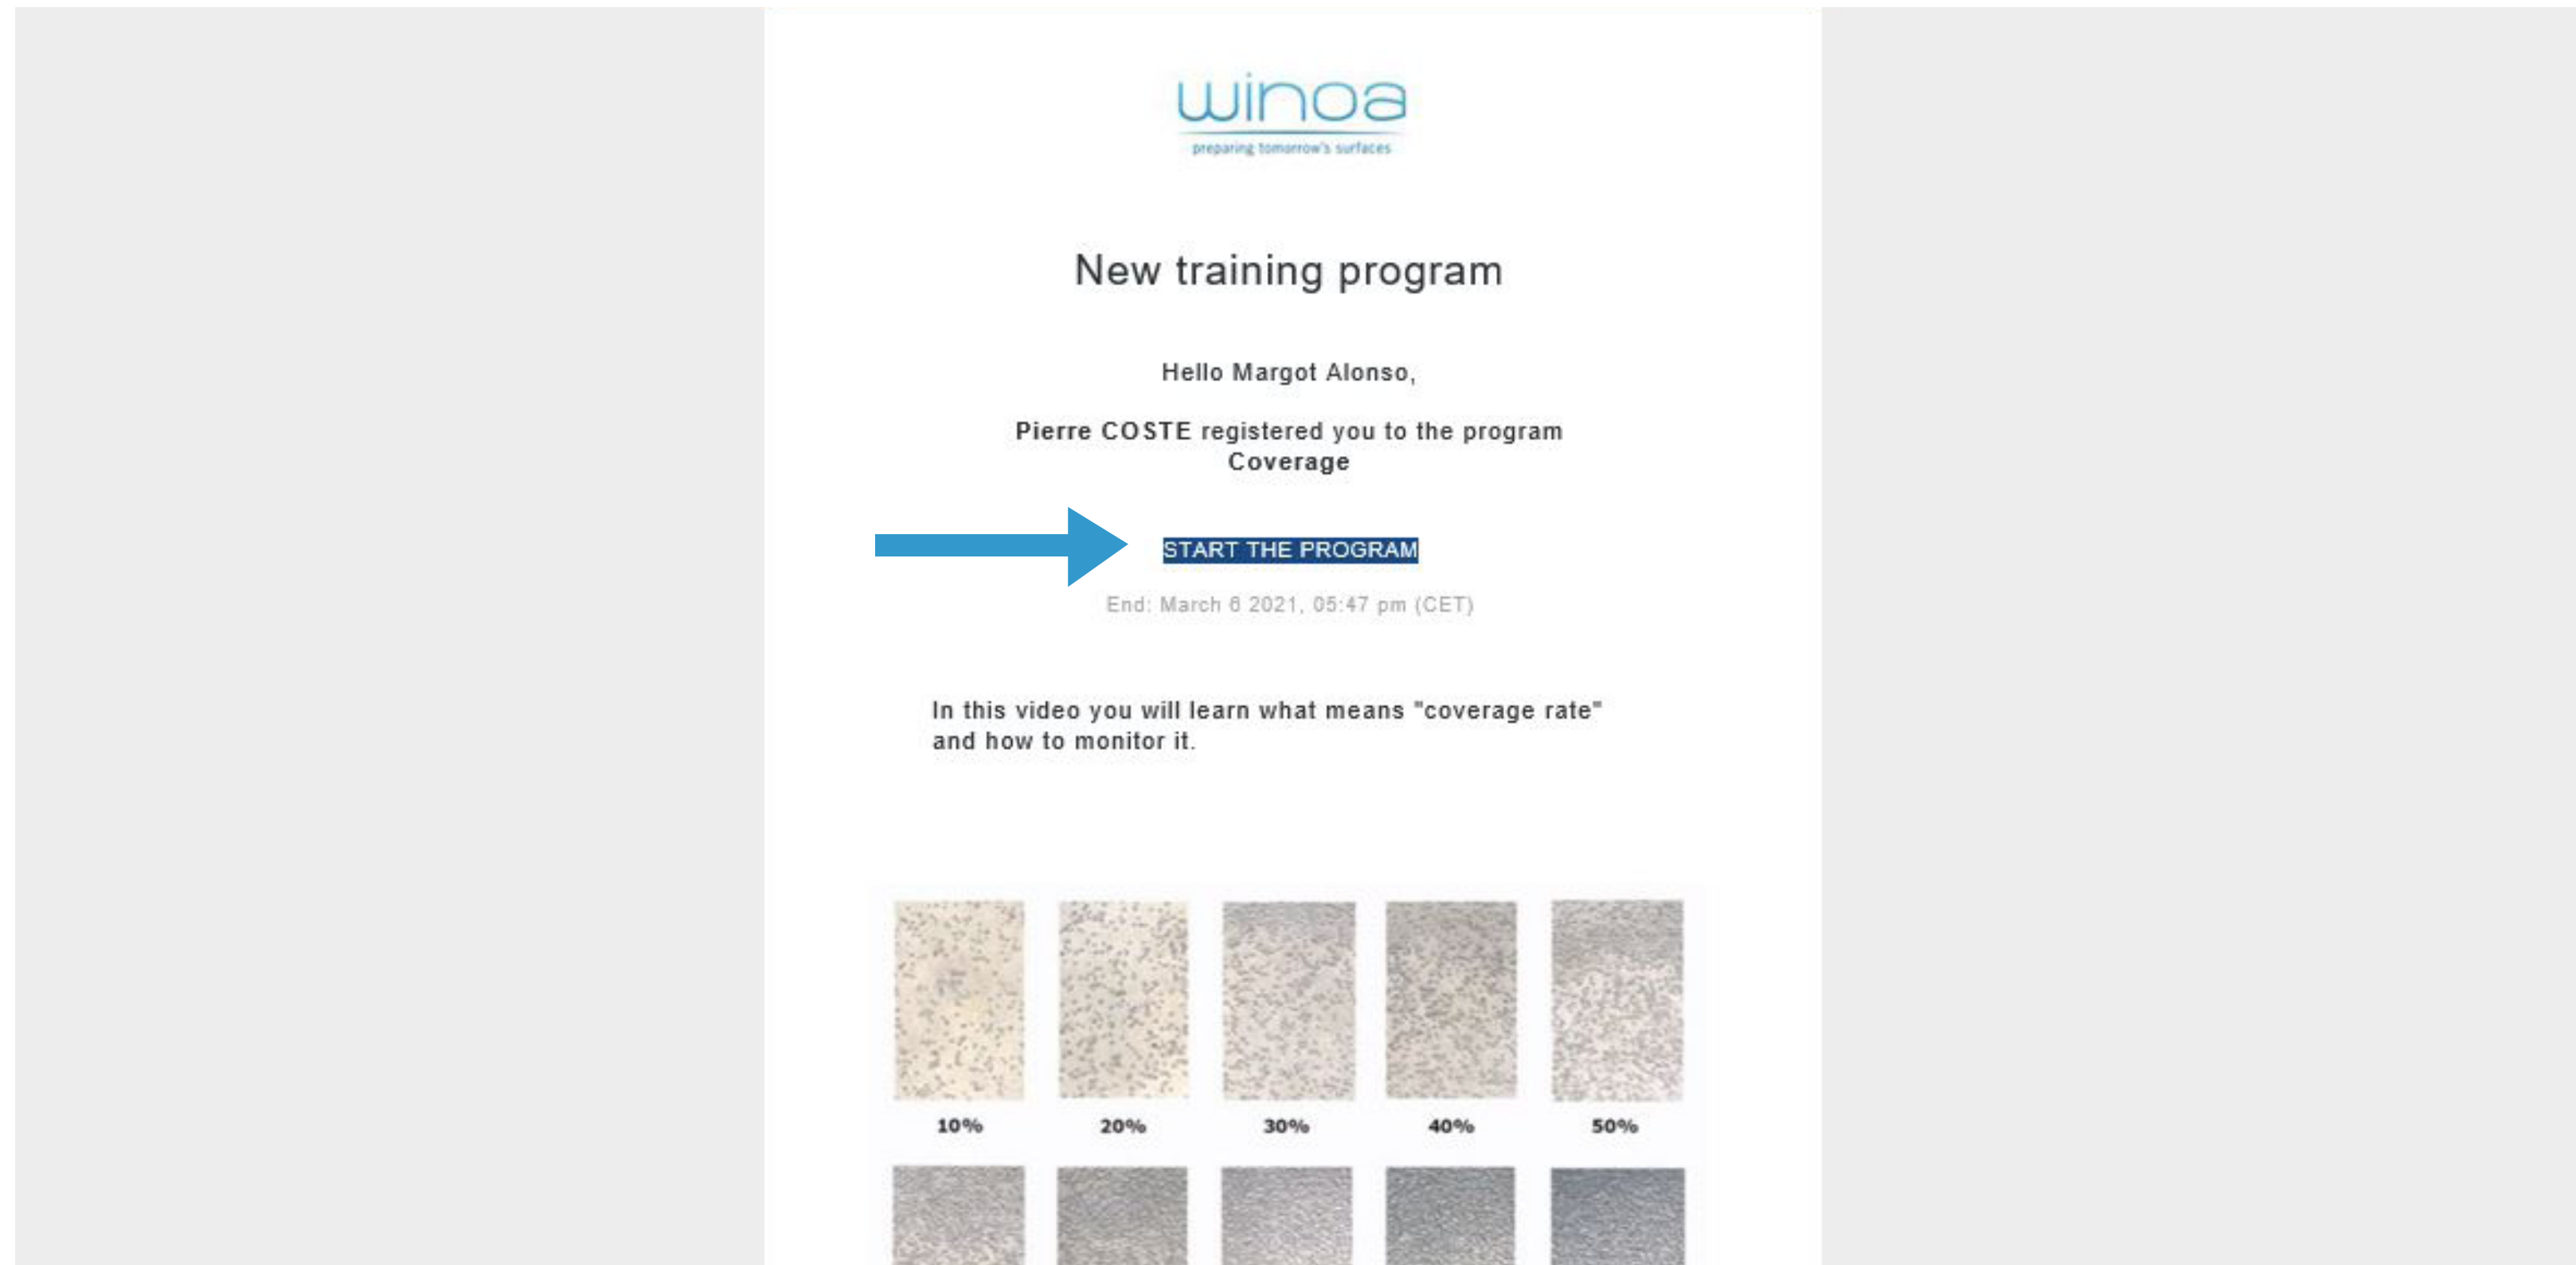 winoa
preparing tomorrow's surfaces
New training program
Hello Margot Alonso,
Pierre COSTE registered you to the program
Coverage
START THE PROGRAM
End: March 6 2021, 05:47 pm (CET)
In this video you will learn what means "coverage rate"
and how to monitor it.
10% 20% 30% 40% 50%